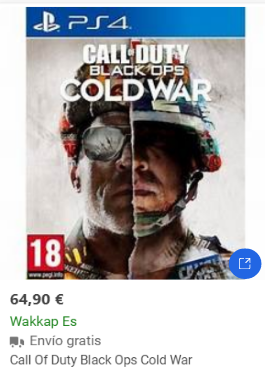 PS4
CALL OF DUTY
BLACK OPS
COLD WAR
18
www.pegi.info
64,90 €
Wakkap Es
Envío gratis
Call Of Duty Black Ops Cold War